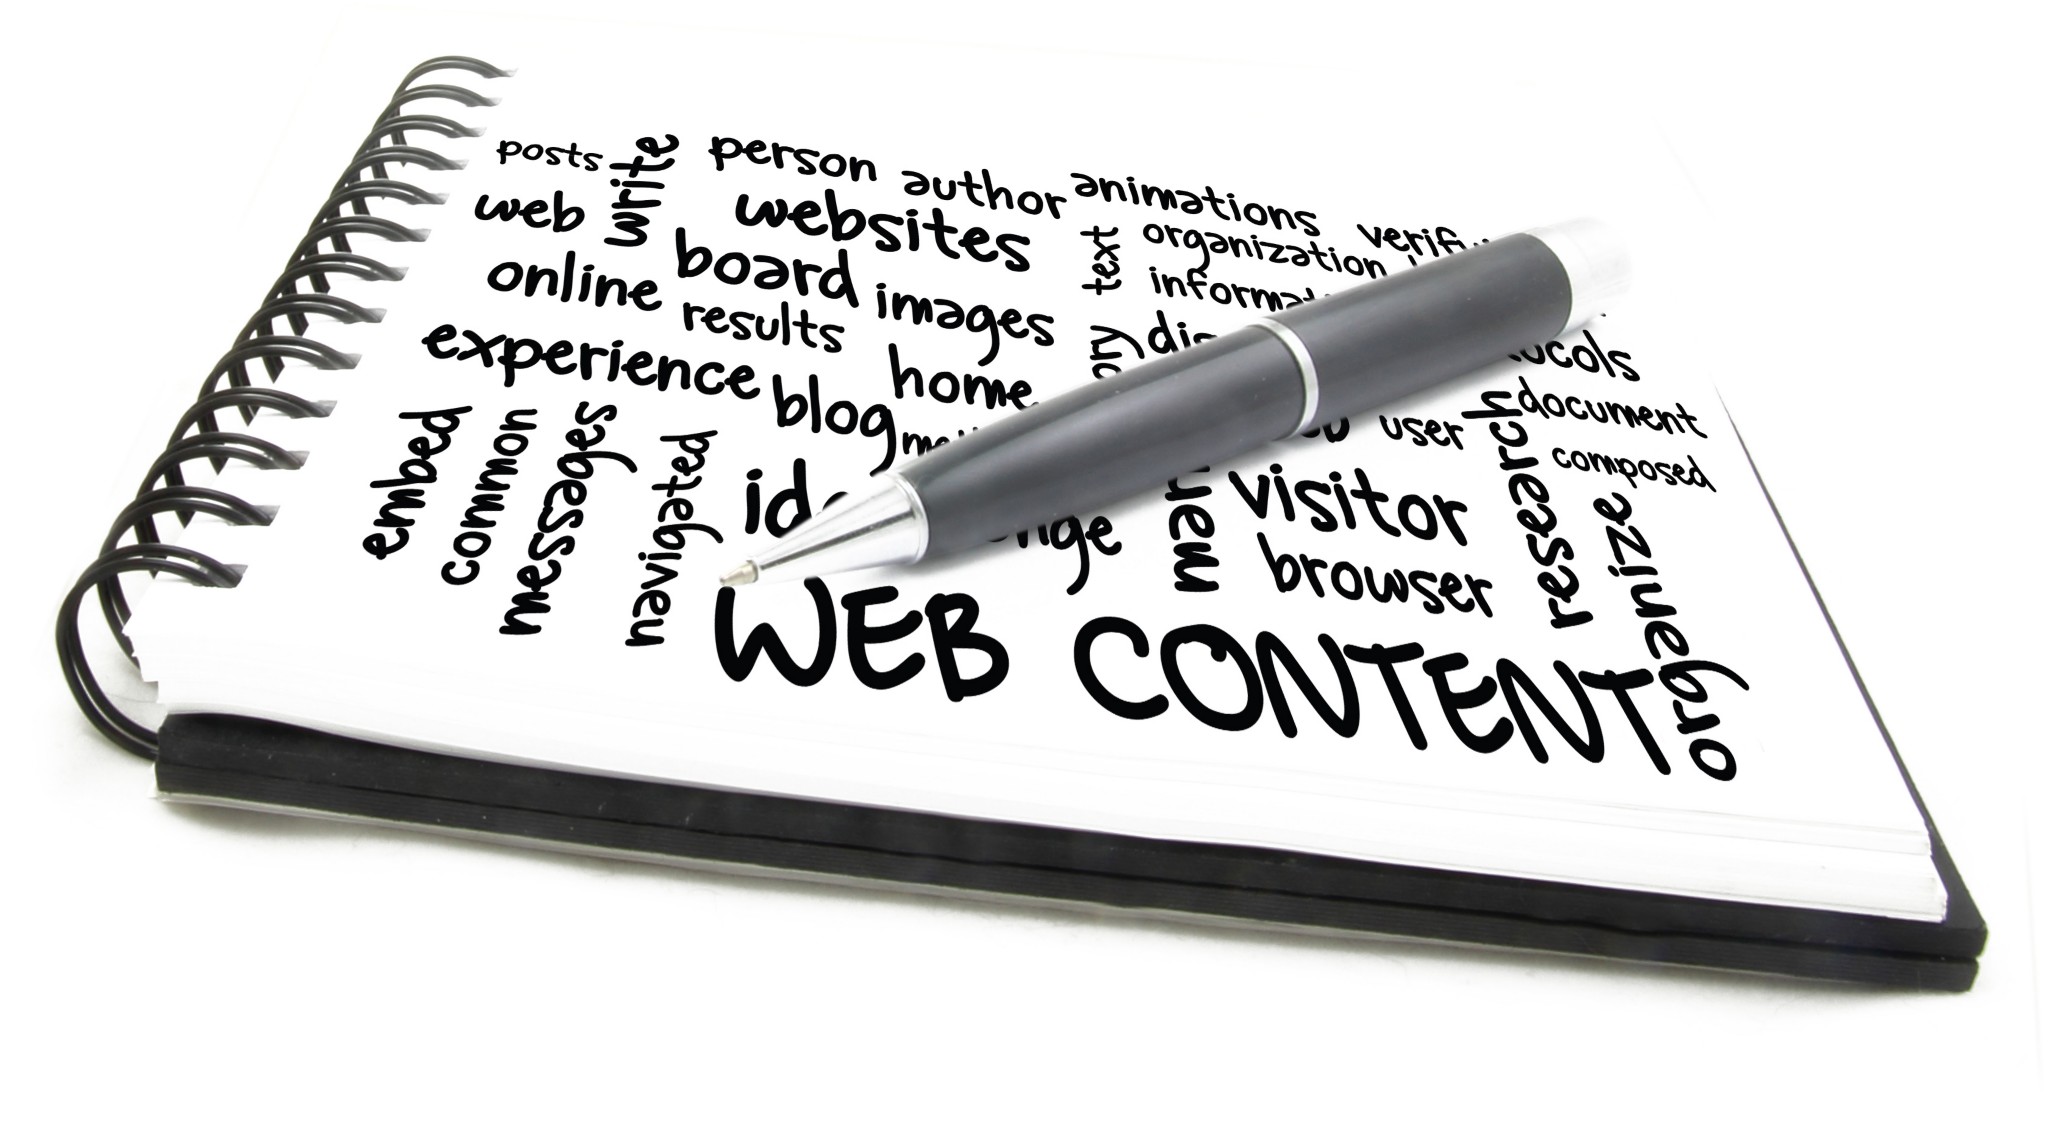 posts
write
person
author
animations
web
websites
text
organization
online
board
images
results
experience
blog
home
document
user
composed
embed
common
messages
navigated
visitor
browser
research
organize
WEB CONTENT